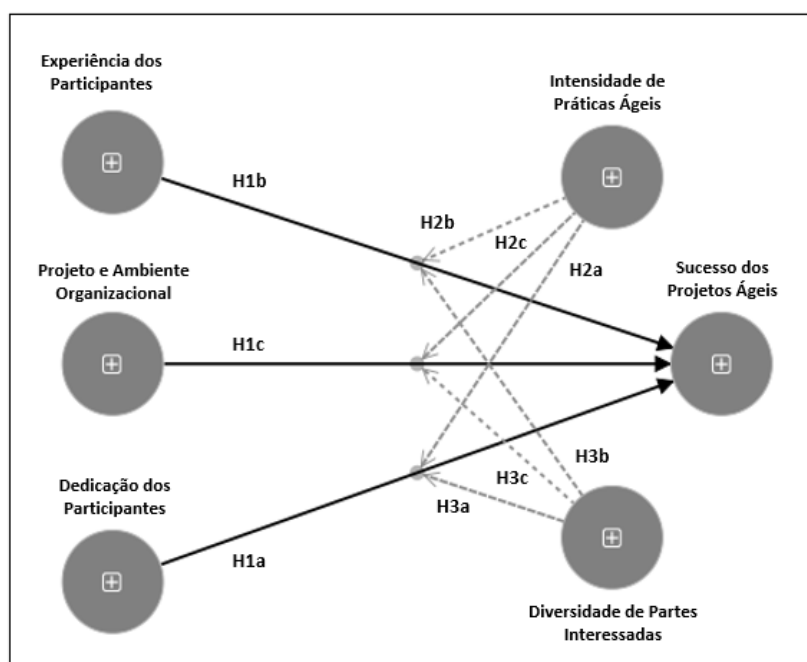 Experiência dos
Participantes
Intensidade de
Práticas Ágeis
H1b
H2b
H2c
H2a
Projeto e Ambiente
Organizacional
Sucesso dos
Projetos Ágeis
H1c
Dedicação dos
Participantes
H3b
H3c
H3a
H1a
Diversidade de Partes
Interessadas